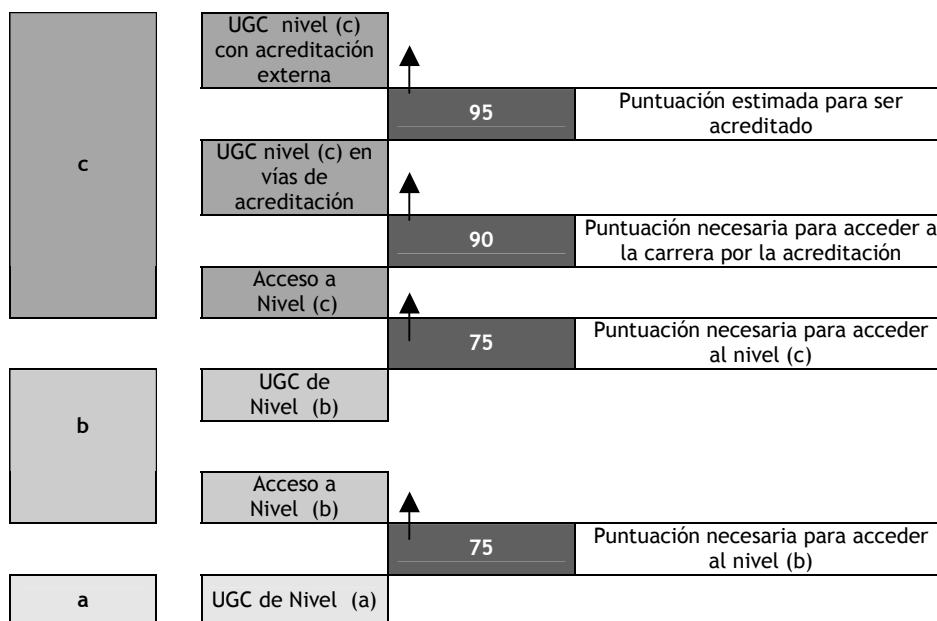 UGC nivel (c)
con acreditación
externa
95
Puntuación estimada para ser
acreditado
c
UGC nivel (c) en
vías de
acreditación
90
Puntuación necesaria para acceder a
la carrera por la acreditación
Acceso a
Nivel (c)
75
Puntuación necesaria para acceder
al nivel (c)
UGC de
Nivel (b)
b
Acceso a
Nivel (b)
75
Puntuación necesaria para acceder
al nivel (b)
a
UGC de Nivel (a)